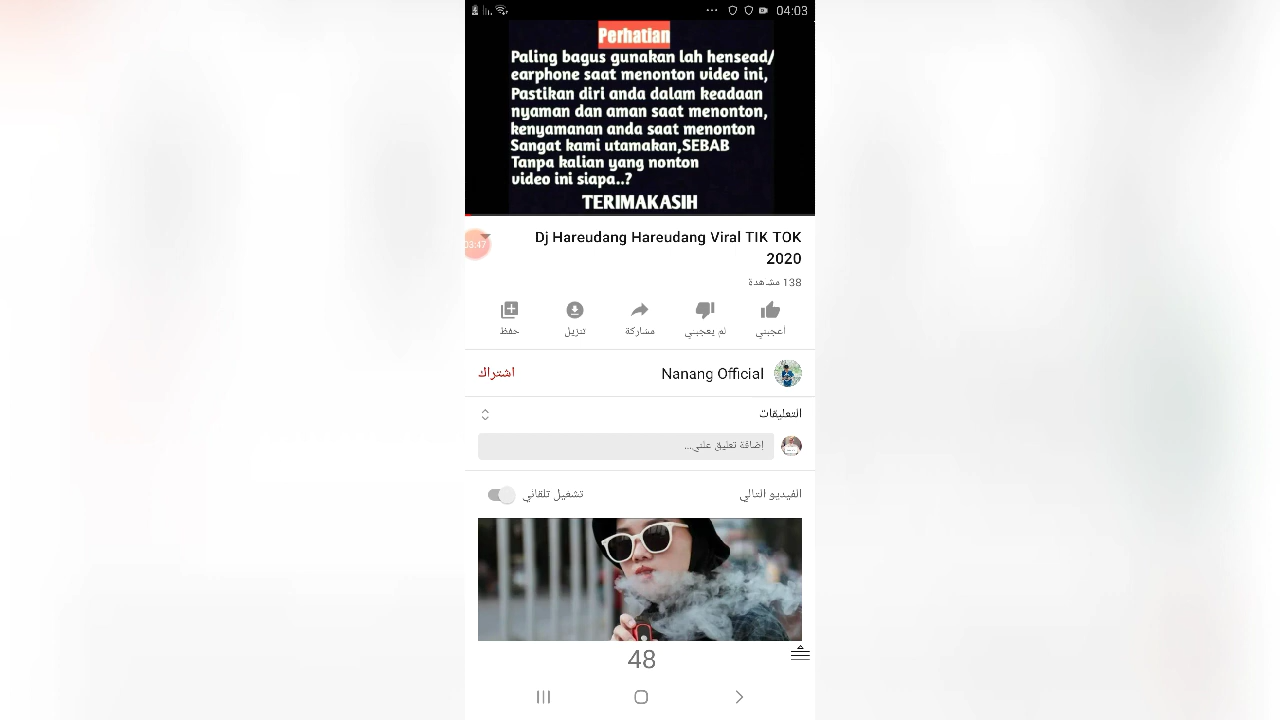 04:03
Perhatian
Paling bagus gunakan lah hensead/
earphone saat menonton video ini,
Pastikan diri anda dalam keadaan
nyaman dan aman saat menonton,
kenyamanan anda saat menonton
Sangat kami utamakan,SEBAB
Tanpa kalian yang nonton
video ini siapa..?
TERIMAKASIH
03:47
Dj Hareudang Hareudang Viral TIK TOK
2020
138 مشاهدة
أعجبني لم يعجبني مشاركة تنزيل حفظ
Nanang Official اشتراك
التعليقات
إضافة تعليق علني...
الفيديو التالي تشغيل تلقائي
48